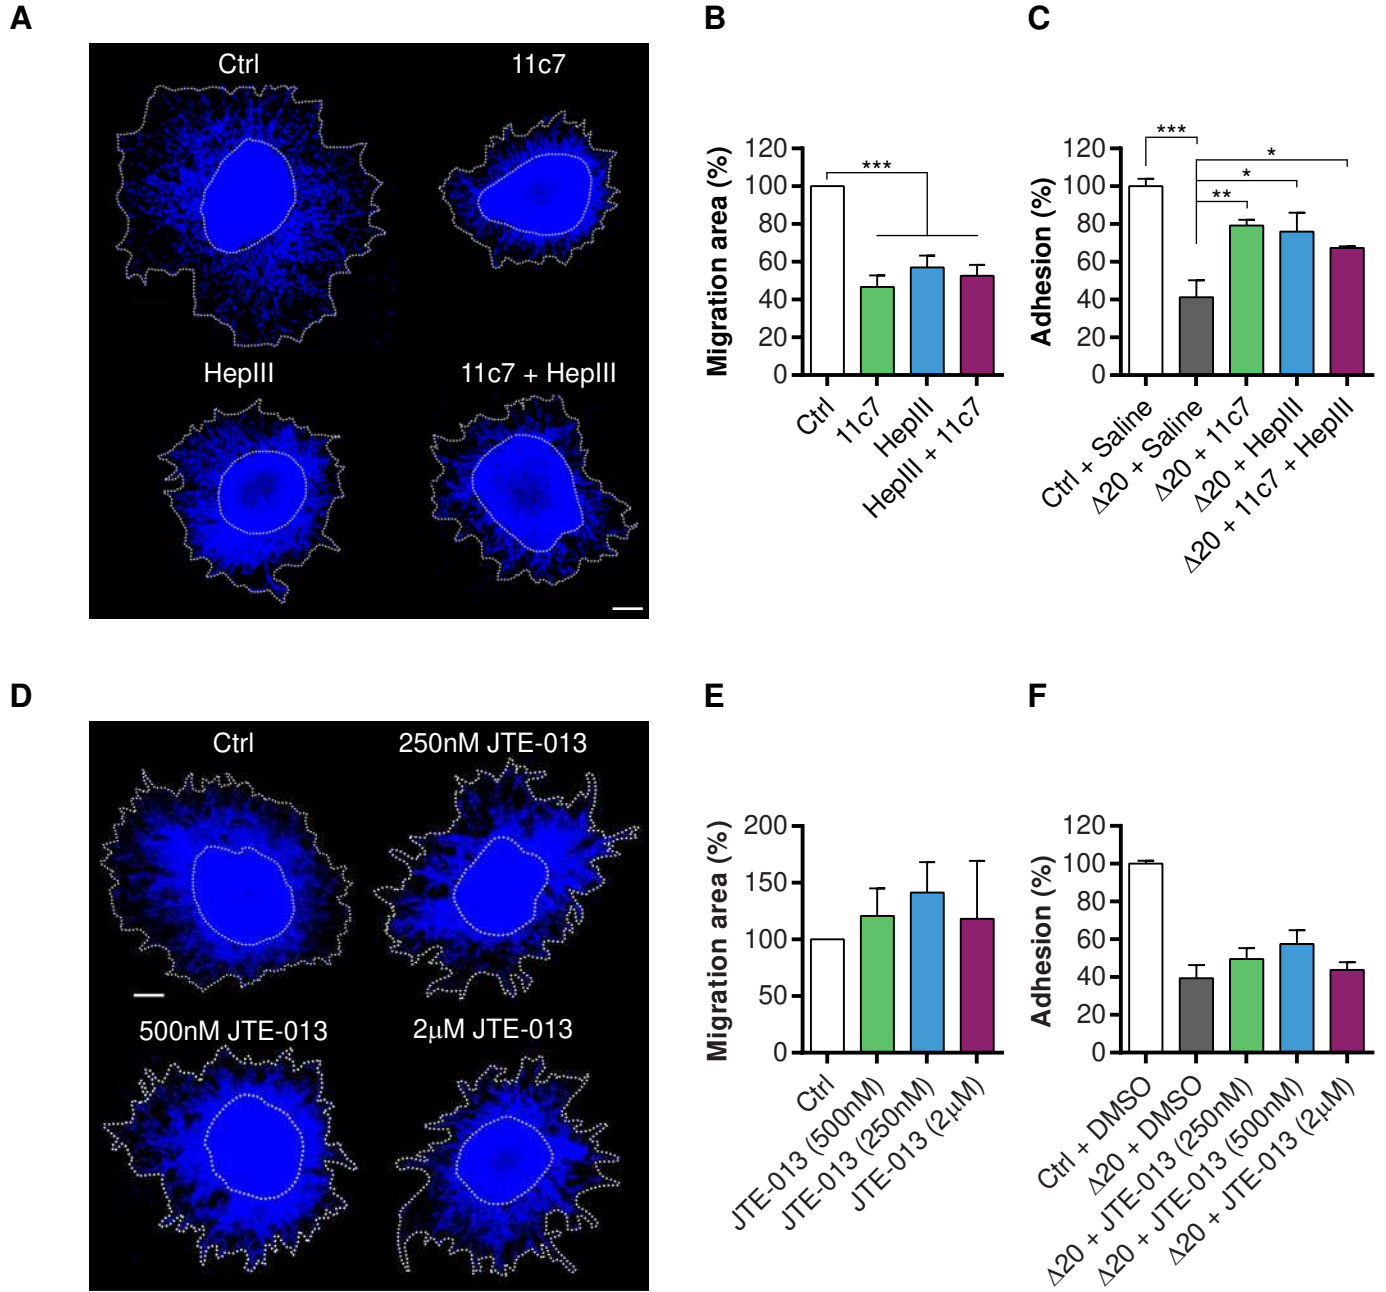 A
Ctrl
11c7
HepIII
11c7 + HepIII
B
Migration area (%)
120
100
80
60
40
20
0
***
Ctrl
11c7
HepIII
HepIII + 11c7
C
Adhesion (%)
120
100
80
60
40
20
0
***
*
*
**
Ctrl + Saline
Δ20 + Saline
Δ20 + 11c7
Δ20 + HepIII
Δ20 + 11c7 + HepIII
D
Ctrl
250nM JTE-013
500nM JTE-013
2μM JTE-013
E
Migration area (%)
200
150
100
50
0
Ctrl
JTE-013 (500nM)
JTE-013 (250nM)
JTE-013 (2μM)
F
Adhesion (%)
120
100
80
60
40
20
0
Ctrl + DMSO
Δ20 + DMSO
Δ20 + JTE-013 (250nM)
Δ20 + JTE-013 (500nM)
Δ20 + JTE-013 (2μM)